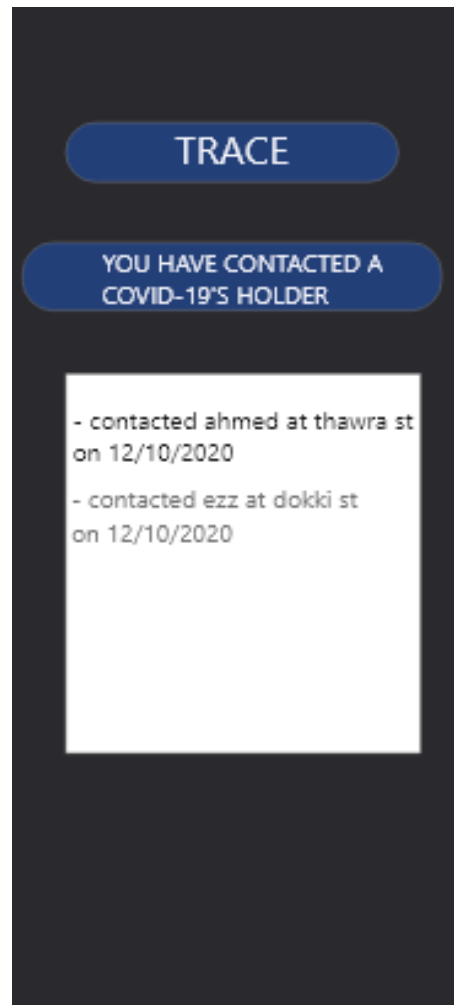 TRACE
YOU HAVE CONTACTED A
COVID-19'S HOLDER
- contacted ahmed at thawra st
on 12/10/2020
- contacted ezz at dokki st
on 12/10/2020